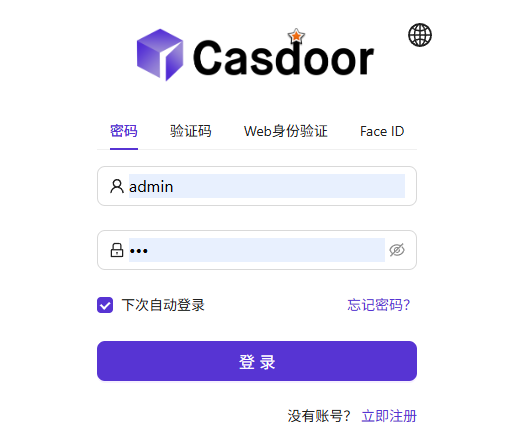 Casdoor
密码 验证码 Web身份验证 Face ID
admin
•••
下次自动登录 忘记密码?
登 录
没有账号? 立即注册